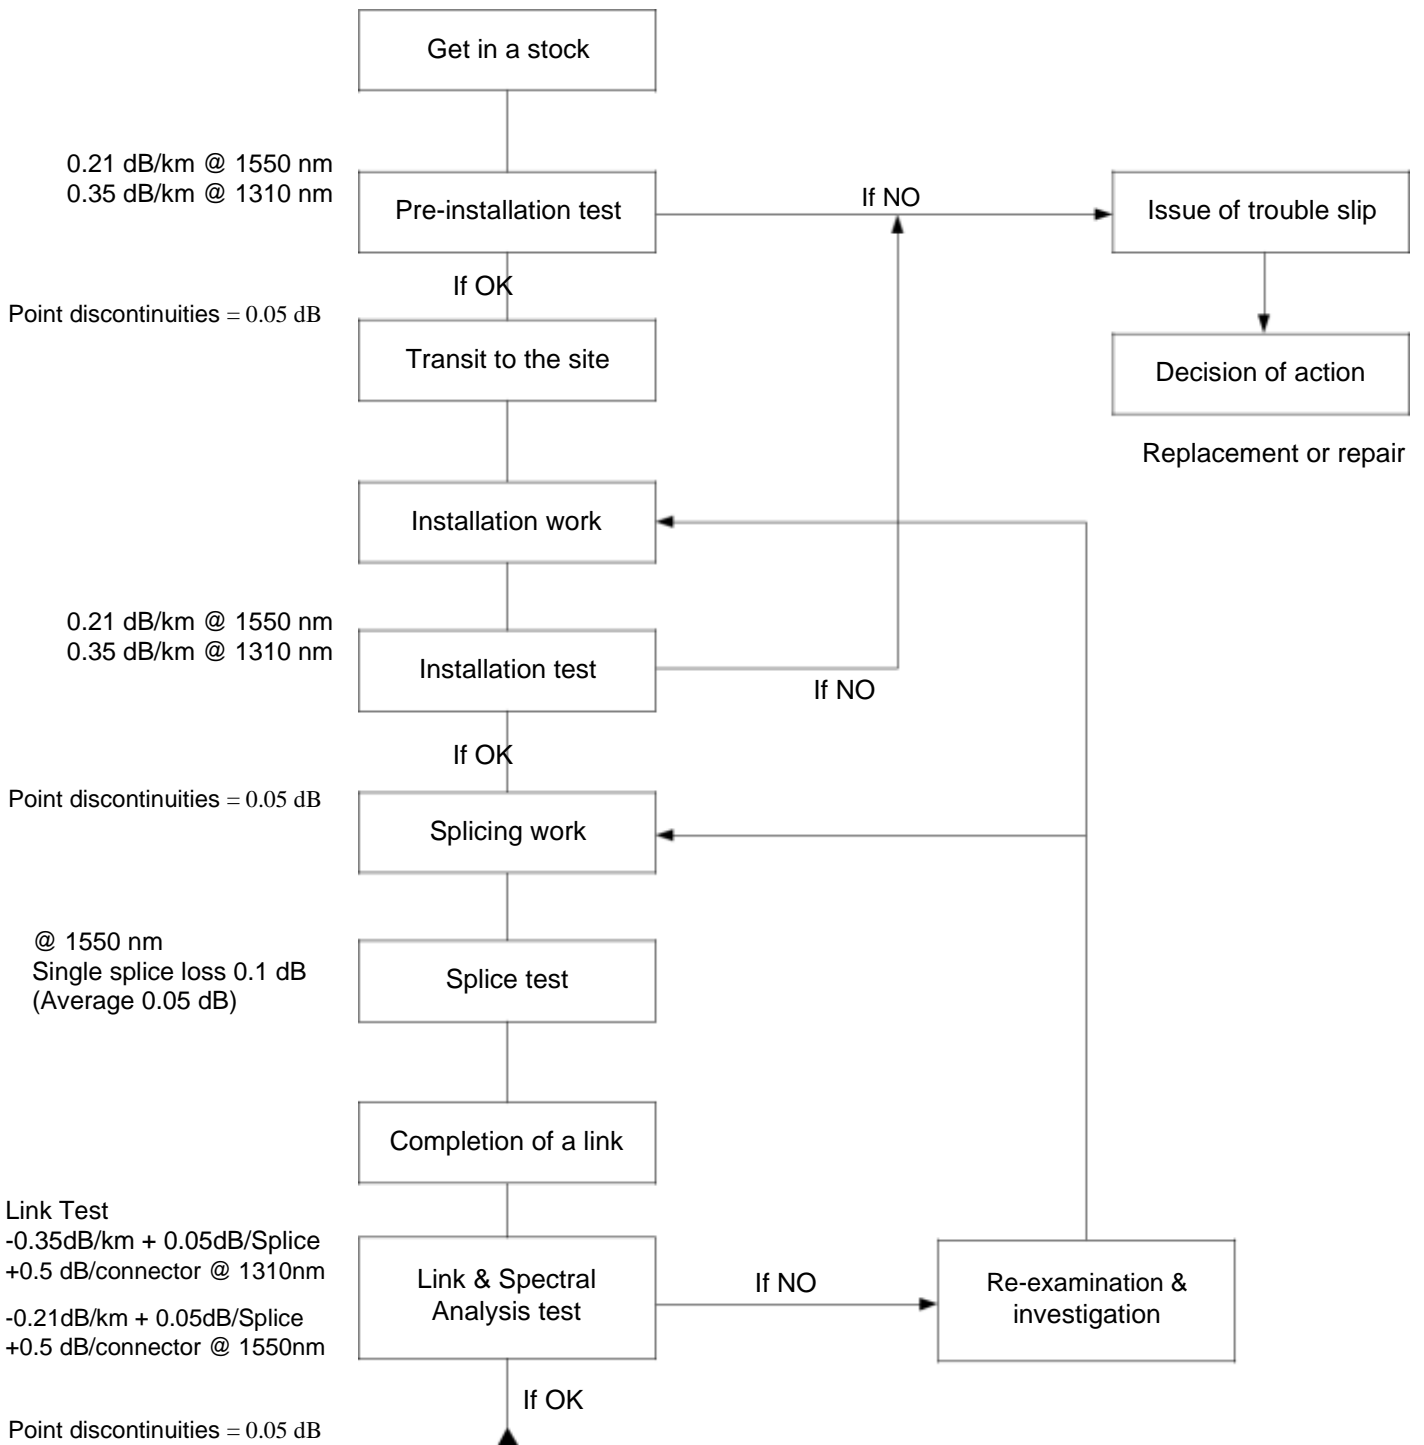 Get in a stock
0.21 dB/km @ 1550 nm
0.35 dB/km @ 1310 nm
Pre-installation test
If NO
Issue of trouble slip
If OK
Point discontinuities = 0.05 dB
Transit to the site
Decision of action
Replacement or repair
Installation work
0.21 dB/km @ 1550 nm
0.35 dB/km @ 1310 nm
Installation test
If NO
If OK
Point discontinuities = 0.05 dB
Splicing work
@ 1550 nm
Single splice loss 0.1 dB
(Average 0.05 dB)
Splice test
Completion of a link
Link Test
-0.35dB/km + 0.05dB/Splice
+0.5 dB/connector @ 1310nm
-0.21dB/km + 0.05dB/Splice
+0.5 dB/connector @ 1550nm
Link & Spectral
Analysis test
If NO
Re-examination &
investigation
If OK
Point discontinuities = 0.05 dB